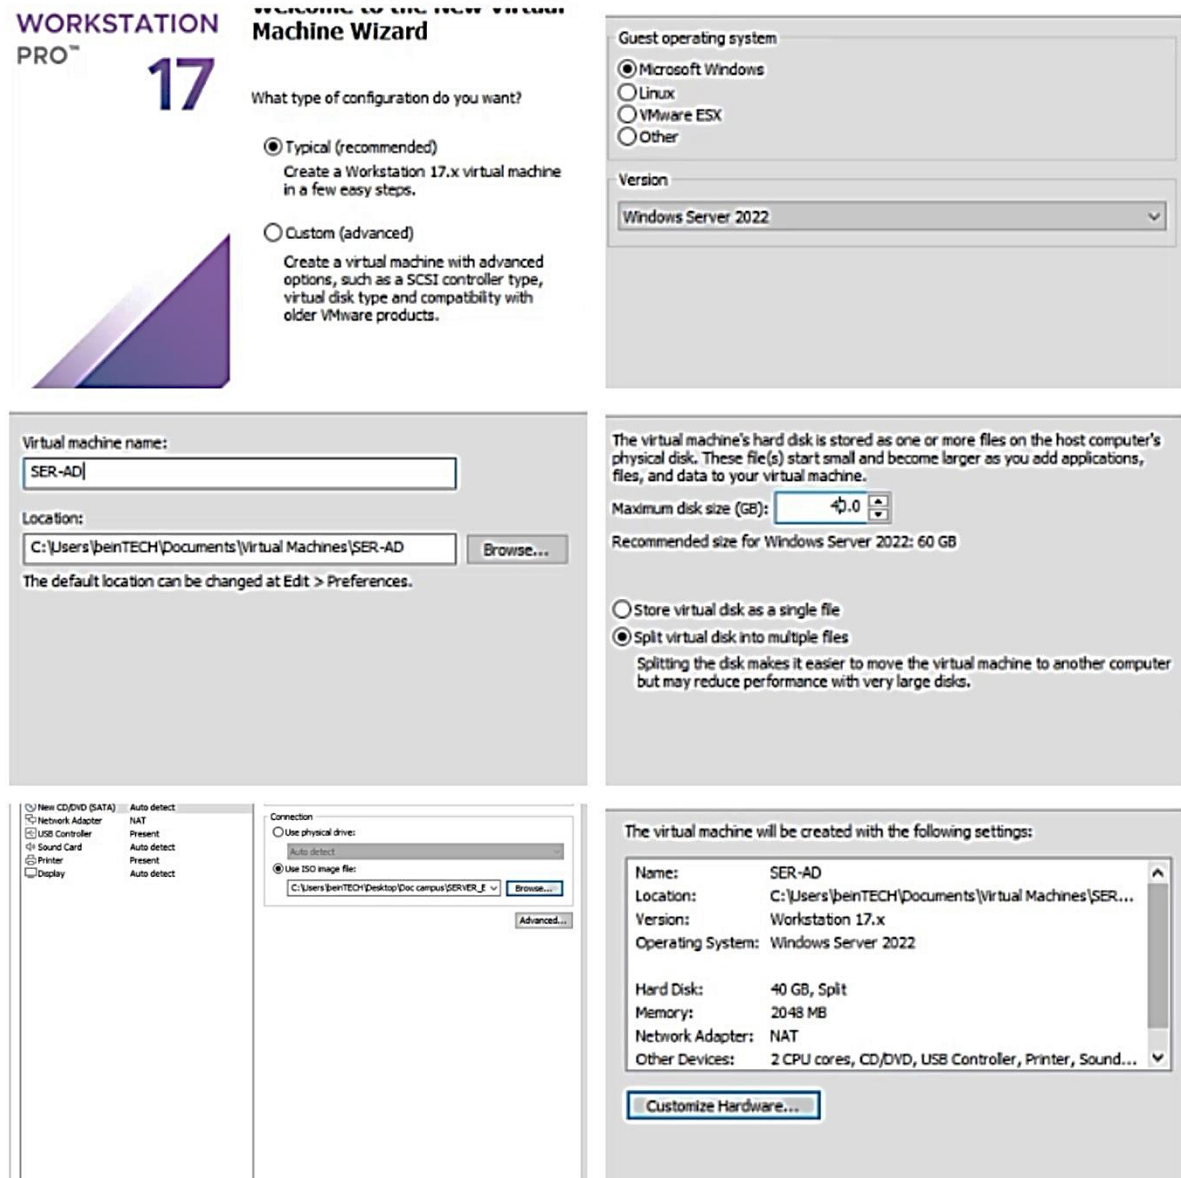 WORKSTATION
PRO™
17
Welcome to the New Virtual
Machine Wizard
What type of configuration do you want?
Typical (recommended)
Create a Workstation 17.x virtual machine
in a few easy steps.
Custom (advanced)
Create a virtual machine with advanced
options, such as a SCSI controller type,
virtual disk type and compatibility with
older VMware products.
Guest operating system
Microsoft Windows
Linux
VMware ESX
Other
Version
Windows Server 2022
Virtual machine name:
SER-AD
Location:
C:\Users\beinTECH\Documents\Virtual Machines\SER-AD
Browse...
The default location can be changed at Edit > Preferences.
The virtual machine's hard disk is stored as one or more files on the host computer's
physical disk. These file(s) start small and become larger as you add applications,
files, and data to your virtual machine.
Maximum disk size (GB): 40.0
Recommended size for Windows Server 2022: 60 GB
Store virtual disk as a single file
Split virtual disk into multiple files
Splitting the disk makes it easier to move the virtual machine to another computer
but may reduce performance with very large disks.
New CD/DVD (SATA) Auto detect
Network Adapter NAT
USB Controller Present
Sound Card Auto detect
Printer Present
Display Auto detect
Connection
Use physical drive:
Auto detect
Use ISO image file:
C:\Users\beinTECH\Desktop\Doc campus\SERVER_E
Browse...
Advanced...
The virtual machine will be created with the following settings:
Name: SER-AD
Location: C:\Users\beinTECH\Documents\Virtual Machines\SER...
Version: Workstation 17.x
Operating System: Windows Server 2022
Hard Disk: 40 GB, Split
Memory: 2048 MB
Network Adapter: NAT
Other Devices: 2 CPU cores, CD/DVD, USB Controller, Printer, Sound...
Customize Hardware...